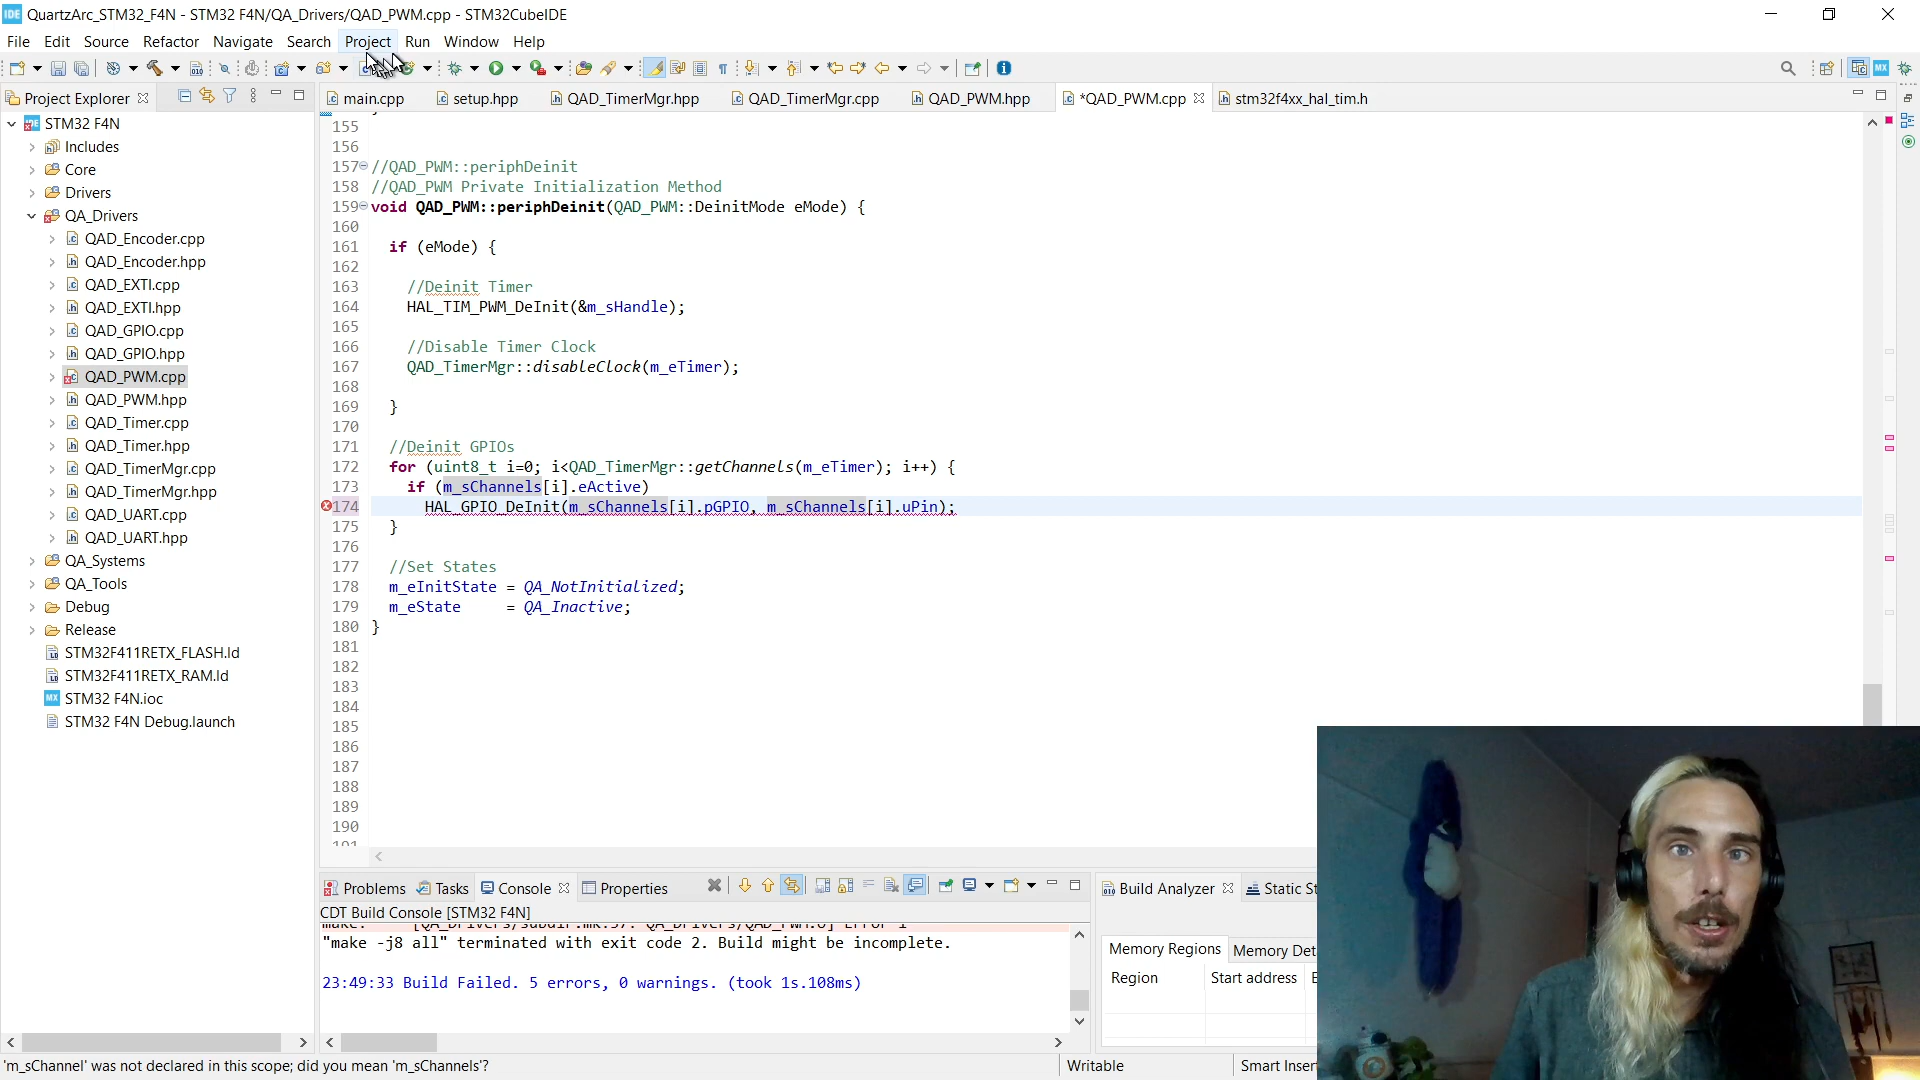 IDE QuartzArc_STM32_F4N - STM32 F4N/QA_Drivers/QAD_PWM.cpp - STM32CubeIDE
File Edit Source Refactor Navigate Search Project Run Window Help
Project Explorer
main.cpp setup.hpp QAD_TimerMgr.hpp QAD_TimerMgr.cpp QAD_PWM.hpp *QAD_PWM.cpp stm32f4xx_hal_tim.h
STM32 F4N
Includes
Core
Drivers
QA_Drivers
QAD_Encoder.cpp
QAD_Encoder.hpp
QAD_EXTI.cpp
QAD_EXTI.hpp
QAD_GPIO.cpp
QAD_GPIO.hpp
QAD_PWM.cpp
QAD_PWM.hpp
QAD_Timer.cpp
QAD_Timer.hpp
QAD_TimerMgr.cpp
QAD_TimerMgr.hpp
QAD_UART.cpp
QAD_UART.hpp
QA_Systems
QA_Tools
Debug
Release
STM32F411RETX_FLASH.ld
STM32F411RETX_RAM.ld
MX STM32 F4N.ioc
STM32 F4N Debug.launch
155
156
157 //QAD_PWM::periphDeinit
158 //QAD_PWM Private Initialization Method
159 void QAD_PWM::periphDeinit(QAD_PWM::DeinitMode eMode) {
160
161 if (eMode) {
162
163 //Deinit Timer
164 HAL_TIM_PWM_DeInit(&m_sHandle);
165
166 //Disable Timer Clock
167 QAD_TimerMgr::disableClock(m_eTimer);
168
169 }
170
171 //Deinit GPIOs
172 for (uint8_t i=0; i<QAD_TimerMgr::getChannels(m_eTimer); i++) {
173 if (m_sChannels[i].eActive)
174 HAL_GPIO_DeInit(m_sChannels[i].pGPIO, m_sChannels[i].uPin);
175 }
176
177 //Set States
178 m_eInitState = QA_NotInitialized;
179 m_eState = QA_Inactive;
180 }
181
182
183
184
185
186
187
188
189
190
Problems Tasks Console Properties
CDT Build Console [STM32 F4N]
"make -j8 all" terminated with exit code 2. Build might be incomplete.
23:49:33 Build Failed. 5 errors, 0 warnings. (took 1s.108ms)
Build Analyzer Static St
Memory Regions Memory Det
Region Start address E
'm_sChannel' was not declared in this scope; did you mean 'm_sChannels'?
Writable Smart Inser